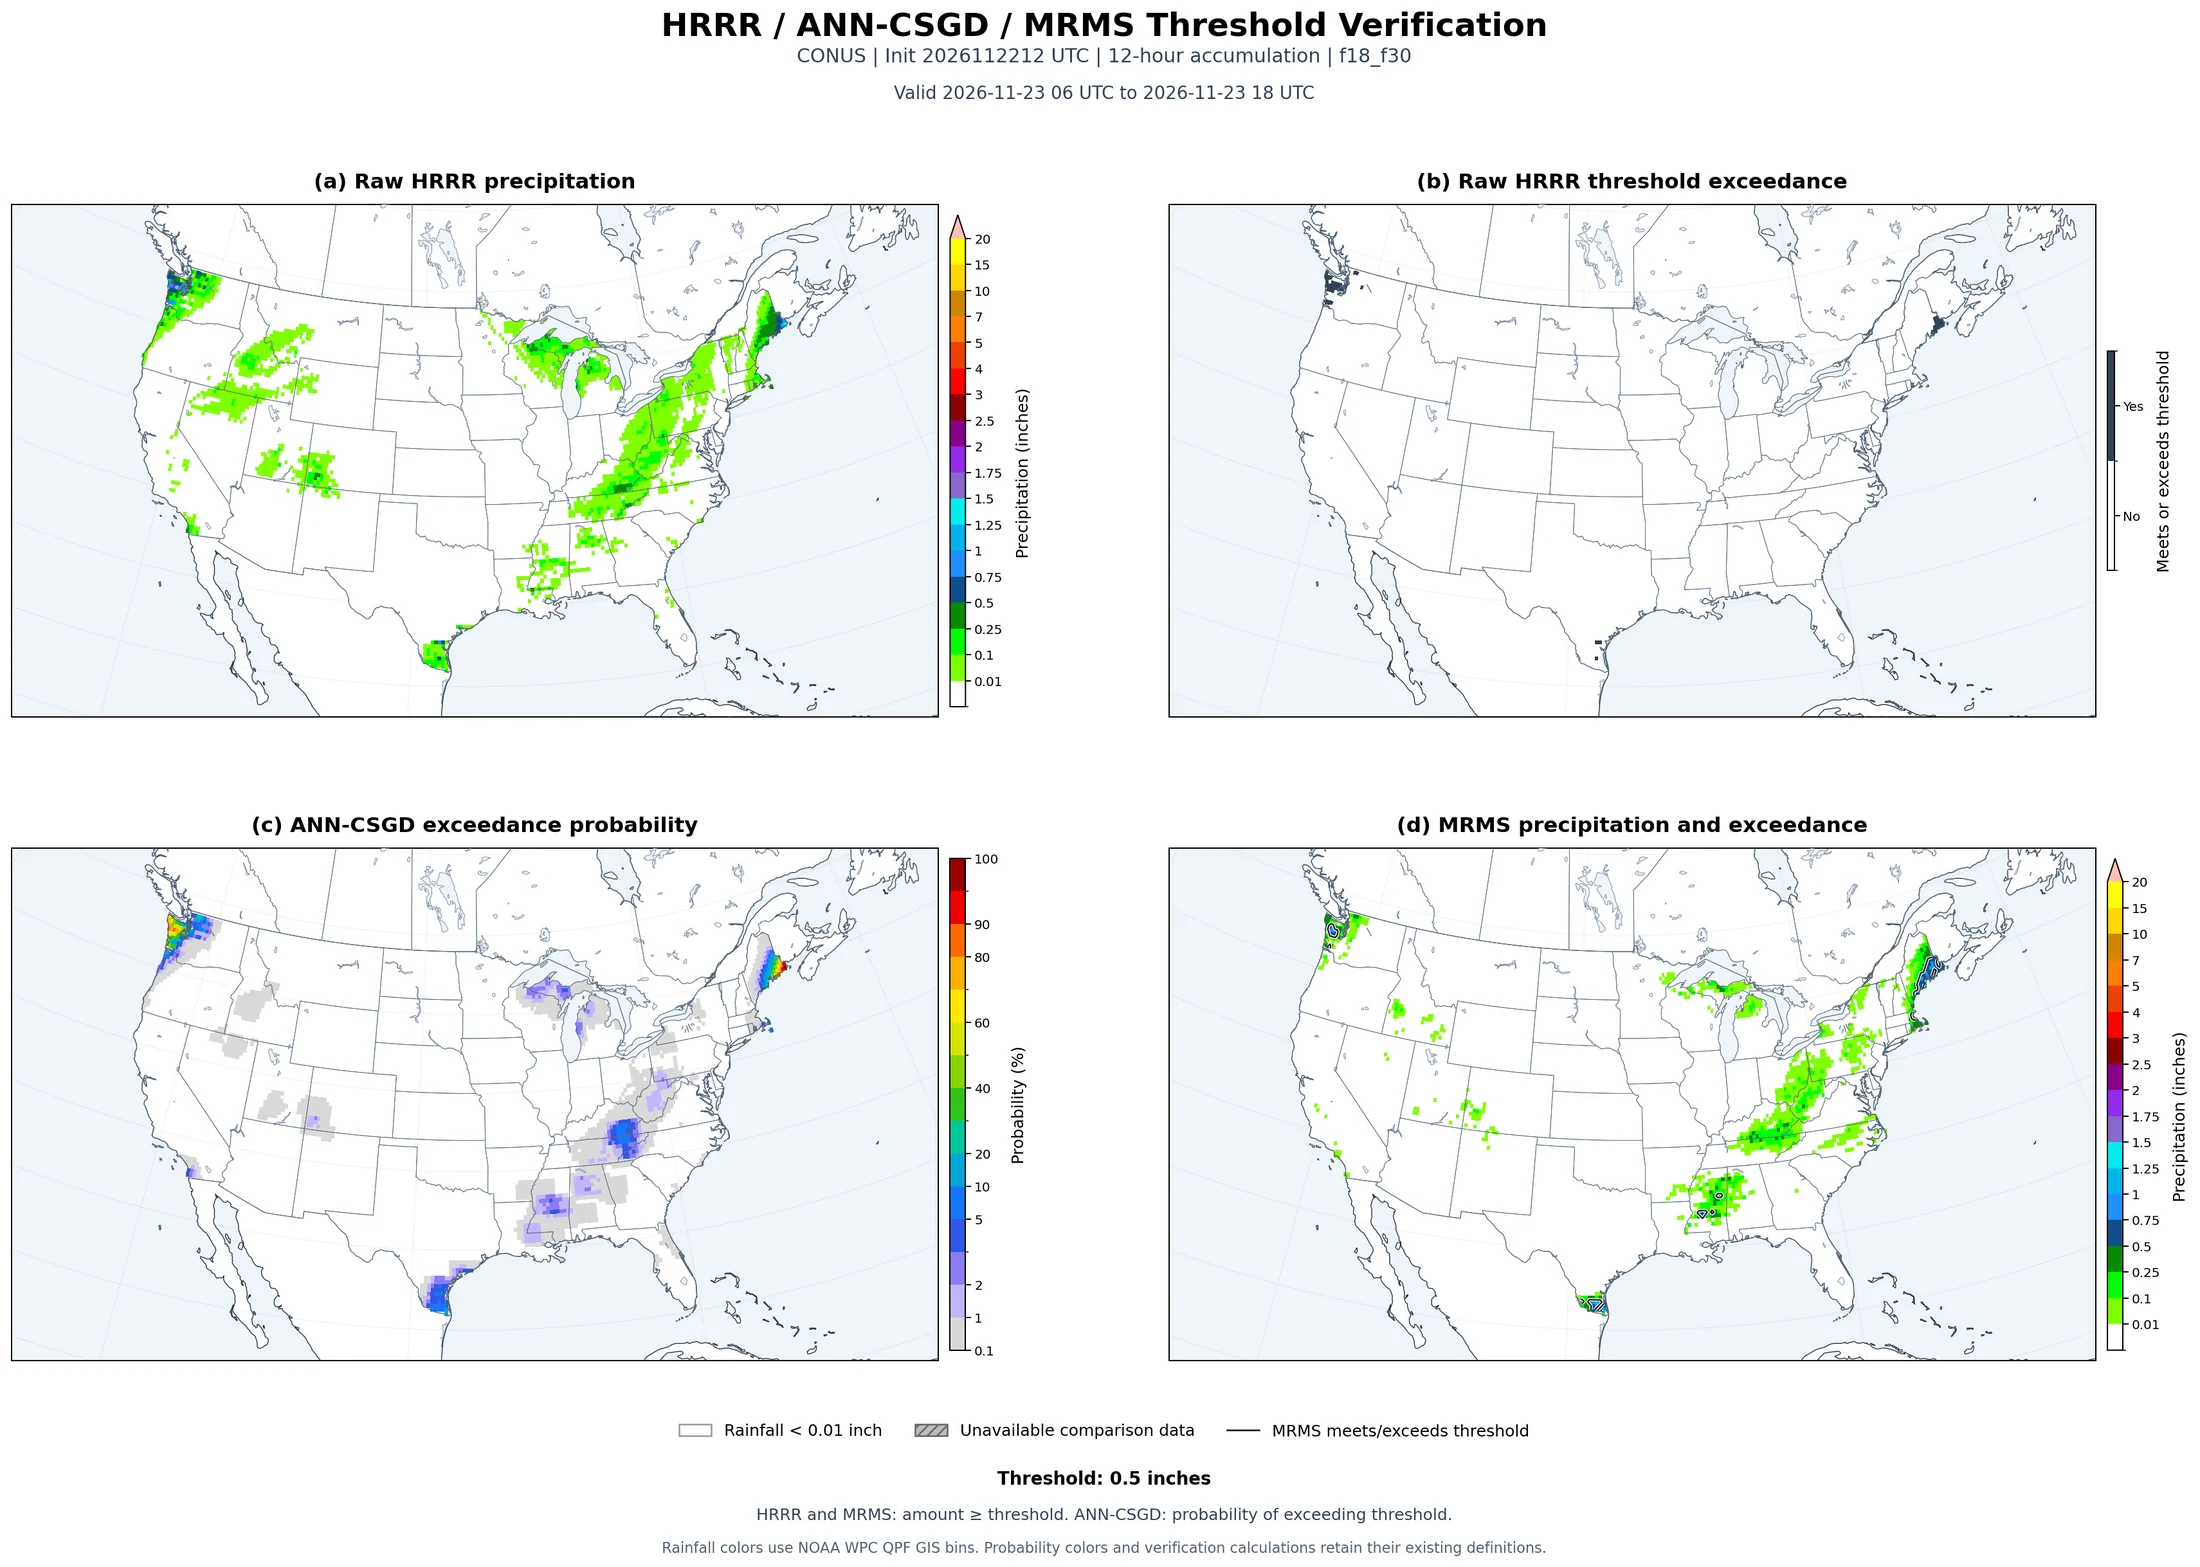 HRRR / ANN-CSGD / MRMS Threshold Verification
CONUS | Init 2026112212 UTC | 12-hour accumulation | f18_f30
Valid 2026-11-23 06 UTC to 2026-11-23 18 UTC
(a) Raw HRRR precipitation
20
15
10
7
5
4
3
2.5
2
1.75
1.5
1.25
1
0.75
0.5
0.25
0.1
0.01
Precipitation (inches)
(b) Raw HRRR threshold exceedance
Yes
No
Meets or exceeds threshold
(c) ANN-CSGD exceedance probability
100
90
80
60
40
20
10
5
2
1
0.1
Probability (%)
(d) MRMS precipitation and exceedance
20
15
10
7
5
4
3
2.5
2
1.75
1.5
1.25
1
0.75
0.5
0.25
0.1
0.01
Precipitation (inches)
Rainfall < 0.01 inch
Unavailable comparison data
MRMS meets/exceeds threshold
Threshold: 0.5 inches
HRRR and MRMS: amount ≥ threshold. ANN-CSGD: probability of exceeding threshold.
Rainfall colors use NOAA WPC QPF GIS bins. Probability colors and verification calculations retain their existing definitions.